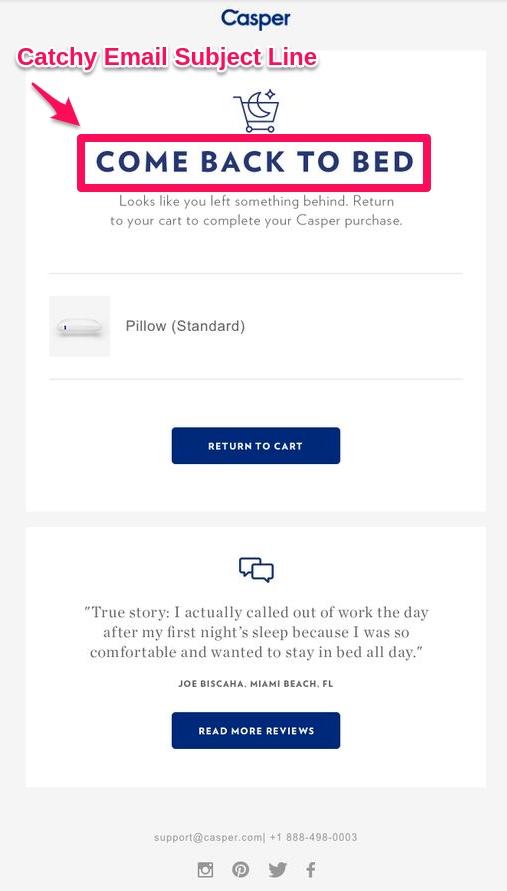 Casper
Catchy Email Subject Line
COME BACK TO BED
Looks like you left something behind. Return
to your cart to complete your Casper purchase.
Pillow (Standard)
RETURN TO CART
"True story: I actually called out of work the day
after my first night's sleep because I was so
comfortable and wanted to stay in bed all day."
JOE BISCAHA, MIAMI BEACH, FL
READ MORE REVIEWS
support@casper.com| +1 888-498-0003